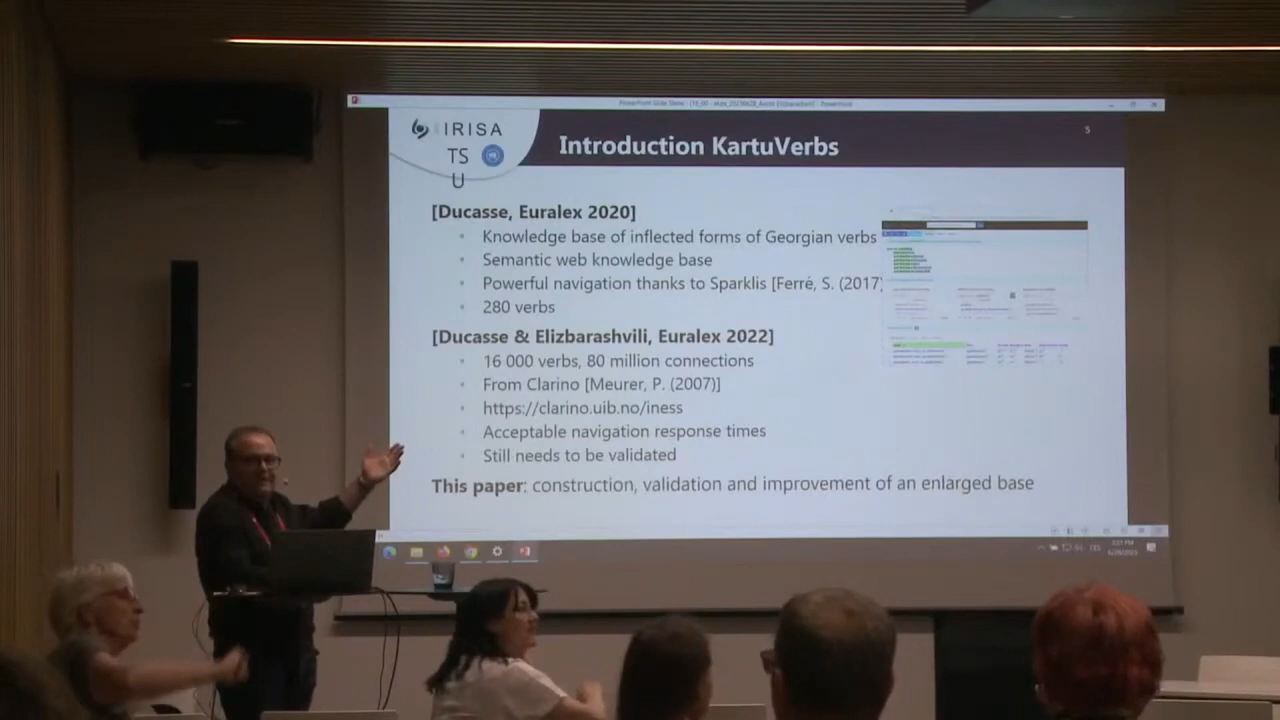 IRISA
TS
U
Introduction KartuVerbs
5
[Ducasse, Euralex 2020]
• Knowledge base of inflected forms of Georgian verbs
• Semantic web knowledge base
• Powerful navigation thanks to Sparklis [Ferré, S. (2017)
• 280 verbs
[Ducasse & Elizbarashvili, Euralex 2022]
• 16 000 verbs, 80 million connections
• From Clarino [Meurer, P. (2007)]
• https://clarino.uib.no/iness
• Acceptable navigation response times
• Still needs to be validated
This paper: construction, validation and improvement of an enlarged base